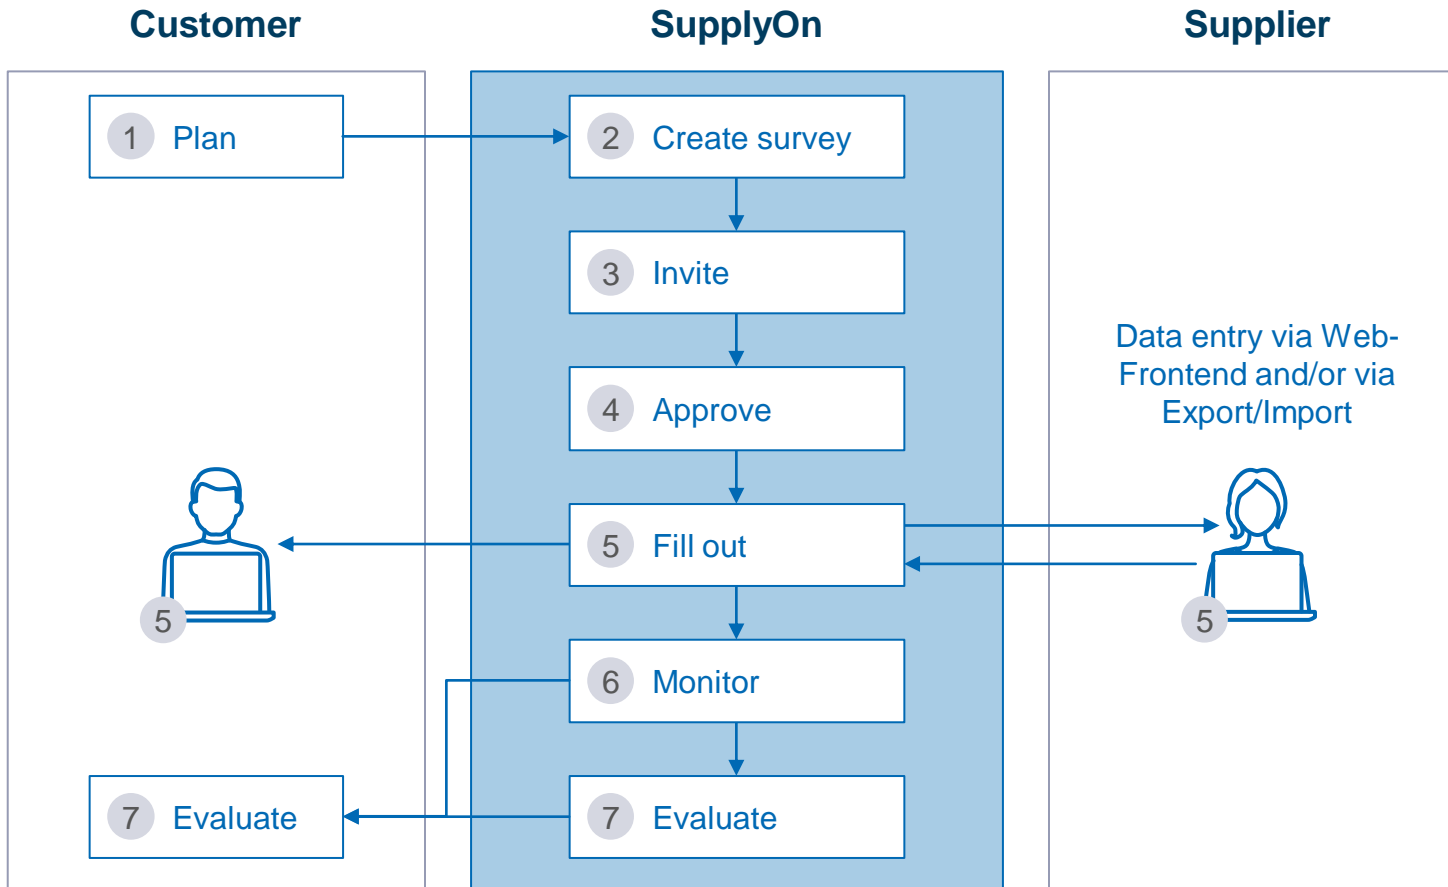 Customer
SupplyOn
Supplier
1 Plan
2 Create survey
3 Invite
4 Approve
Data entry via Web-
Frontend and/or via
Export/Import
5
5 Fill out
5
6 Monitor
7 Evaluate
7 Evaluate